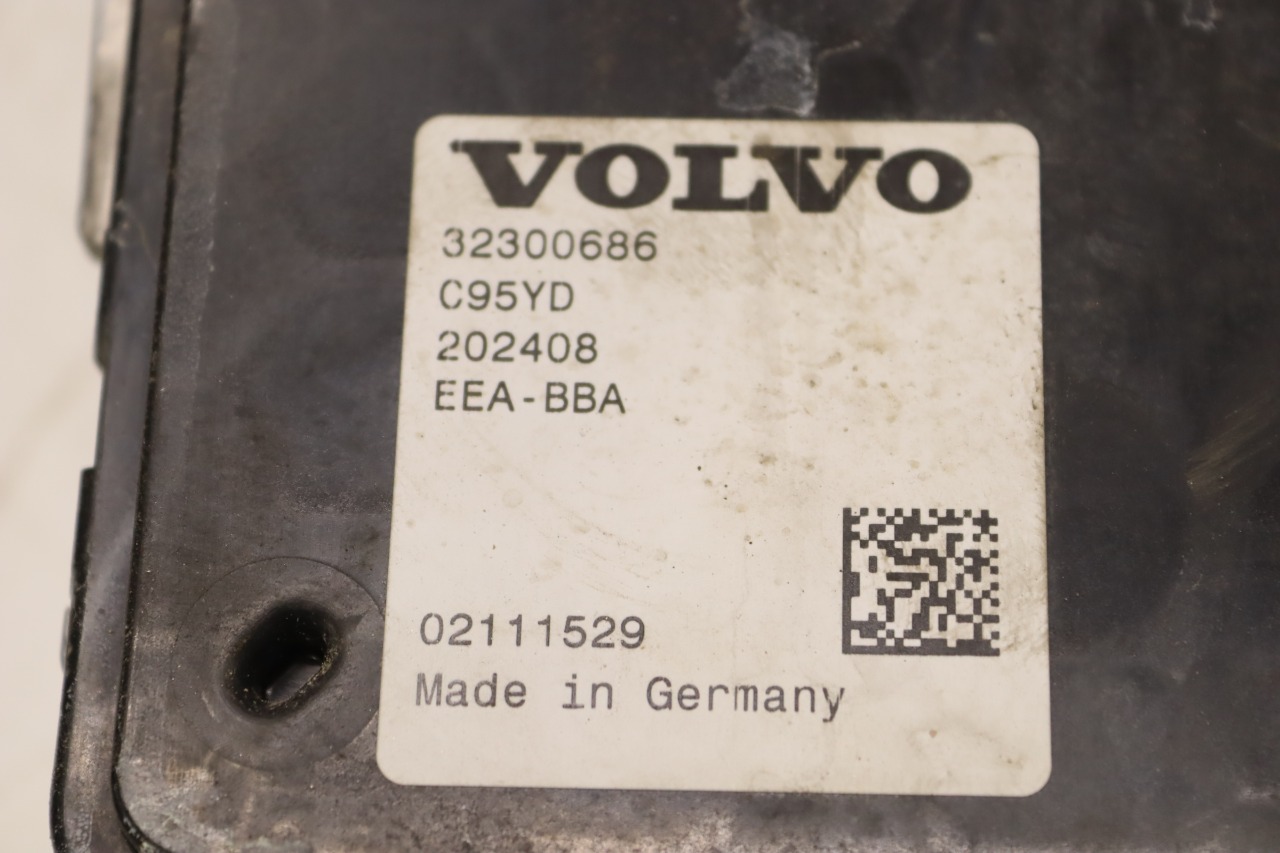 VOLVO
32300686
C95YD
202408
EEA-BBA
02111529
Made in Germany